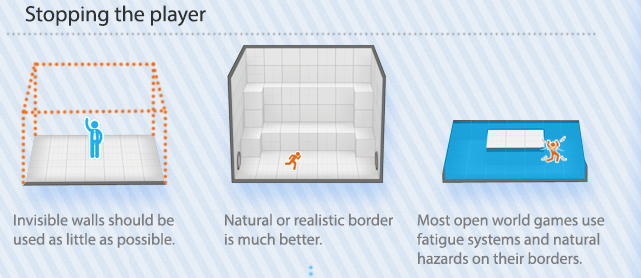 Stopping the player
Invisible walls should be
used as little as possible.
Natural or realistic border
is much better.
Most open world games use
fatigue systems and natural
hazards on their borders.